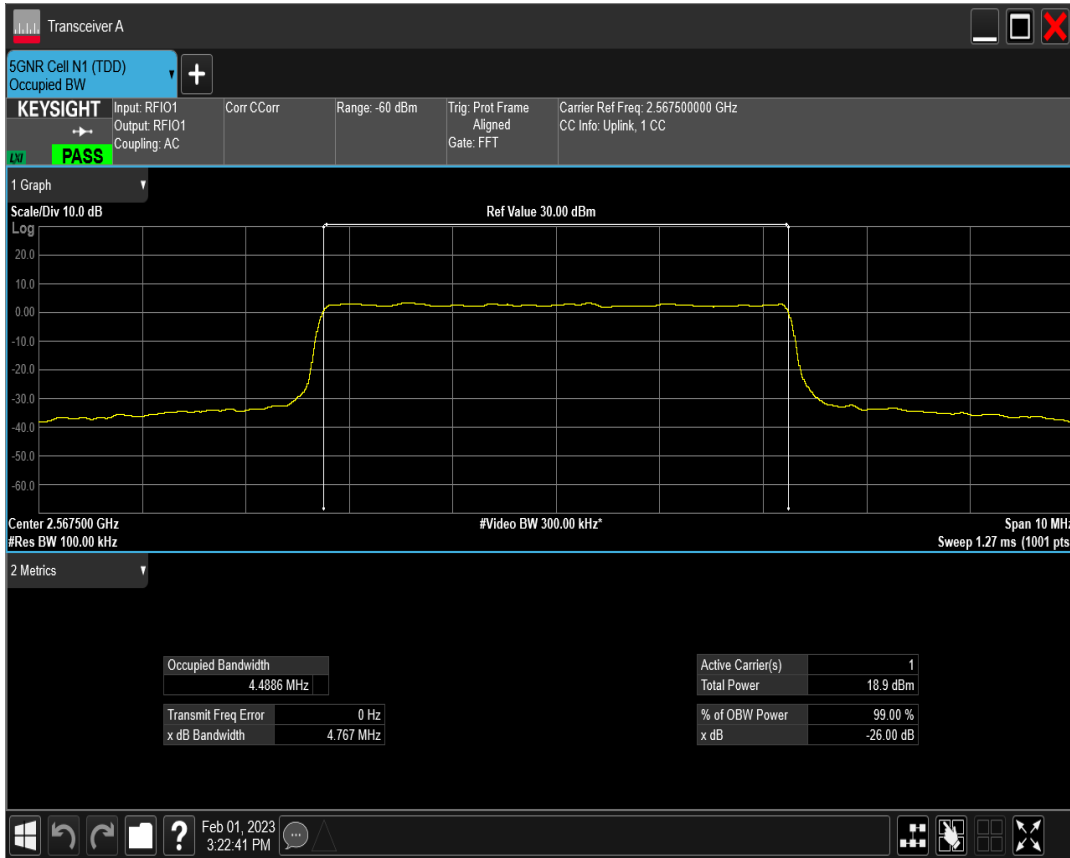 Transceiver A
5GNR Cell N1 (TDD)
Occupied BW
KEYSIGHT
LXI
PASS
Input: RFIO1
Output: RFIO1
Coupling: AC
Corr CCorr
Range: -60 dBm
Trig: Prot Frame
Aligned
Gate: FFT
Carrier Ref Freq: 2.567500000 GHz
CC Info: Uplink, 1 CC
1 Graph
Scale/Div 10.0 dB
Ref Value 30.00 dBm
Log
20.0
10.0
0.00
-10.0
-20.0
-30.0
-40.0
-50.0
-60.0
Center 2.567500 GHz
#Video BW 300.00 kHz*
Span 10 MHz
#Res BW 100.00 kHz
Sweep 1.27 ms (1001 pts
2 Metrics
Occupied Bandwidth
4.4886 MHz
Transmit Freq Error 0 Hz
x dB Bandwidth 4.767 MHz
Active Carrier(s) 1
Total Power 18.9 dBm
% of OBW Power 99.00 %
x dB -26.00 dB
Feb 01, 2023
3:22:41 PM